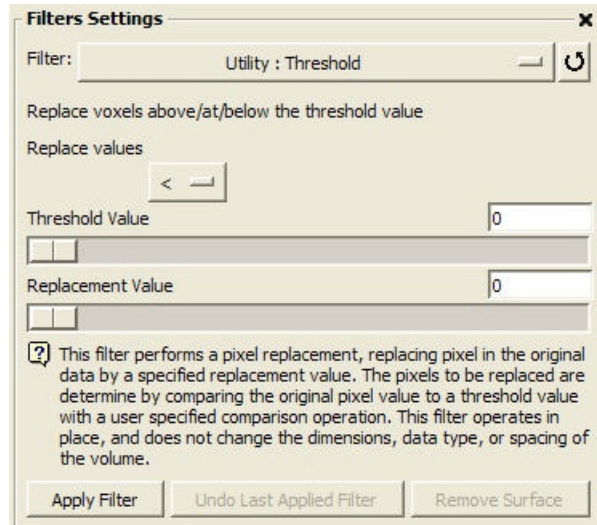 Filters Settings
Filter: Utility : Threshold
Replace voxels above/at/below the threshold value
Replace values
<
Threshold Value 0
Replacement Value 0
This filter performs a pixel replacement, replacing pixel in the original
data by a specified replacement value. The pixels to be replaced are
determine by comparing the original pixel value to a threshold value
with a user specified comparison operation. This filter operates in
place, and does not change the dimensions, data type, or spacing of
the volume.
Apply Filter Undo Last Applied Filter Remove Surface